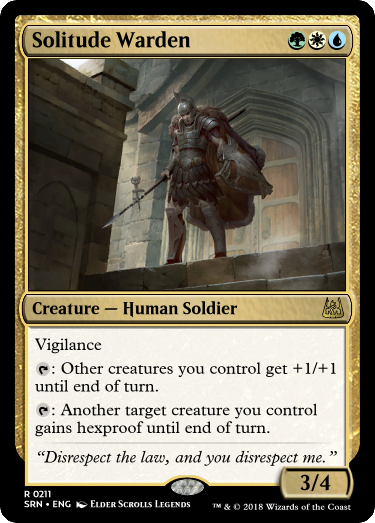 Solitude Warden
Creature — Human Soldier
Vigilance
: Other creatures you control get +1/+1
until end of turn.
: Another target creature you control
gains hexproof until end of turn.
“Disrespect the law, and you disrespect me.”
3/4
R 0211
SRN • ENG Elder Scrolls Legends
™ & © 2018 Wizards of the Coast